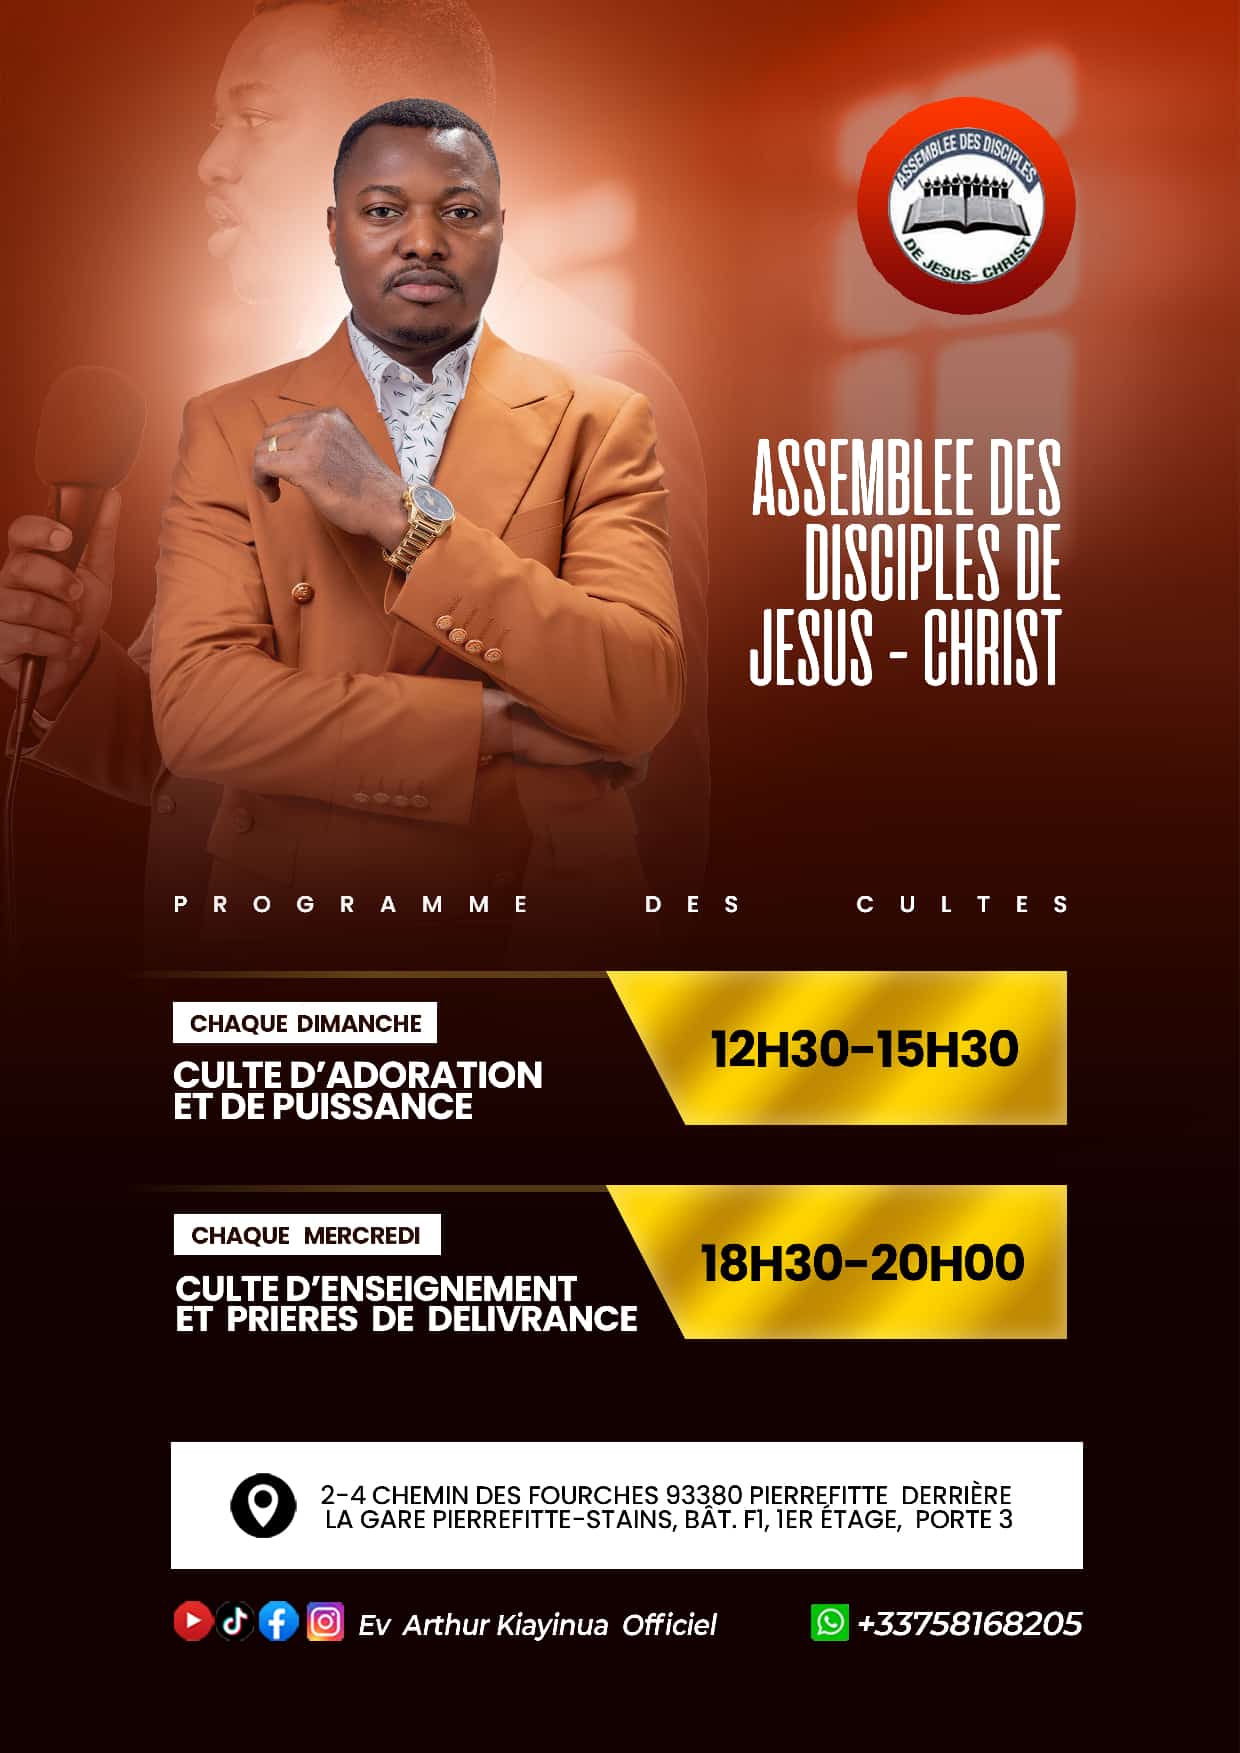 ASSEMBLEE DES DISCIPLES
DE JESUS- CHRIST
ASSEMBLEE DES
DISCIPLES DE
JESUS - CHRIST
PROGRAMME DES CULTES
CHAQUE DIMANCHE
CULTE D’ADORATION
ET DE PUISSANCE
12H30-15H30
CHAQUE MERCREDI
CULTE D’ENSEIGNEMENT
ET PRIERES DE DELIVRANCE
18H30-20H00
2-4 CHEMIN DES FOURCHES 93380 PIERREFITTE DERRIÈRE
LA GARE PIERREFITTE-STAINS, BÂT. F1, 1ER ÉTAGE, PORTE 3
Ev Arthur Kiayinua Officiel
+33758168205